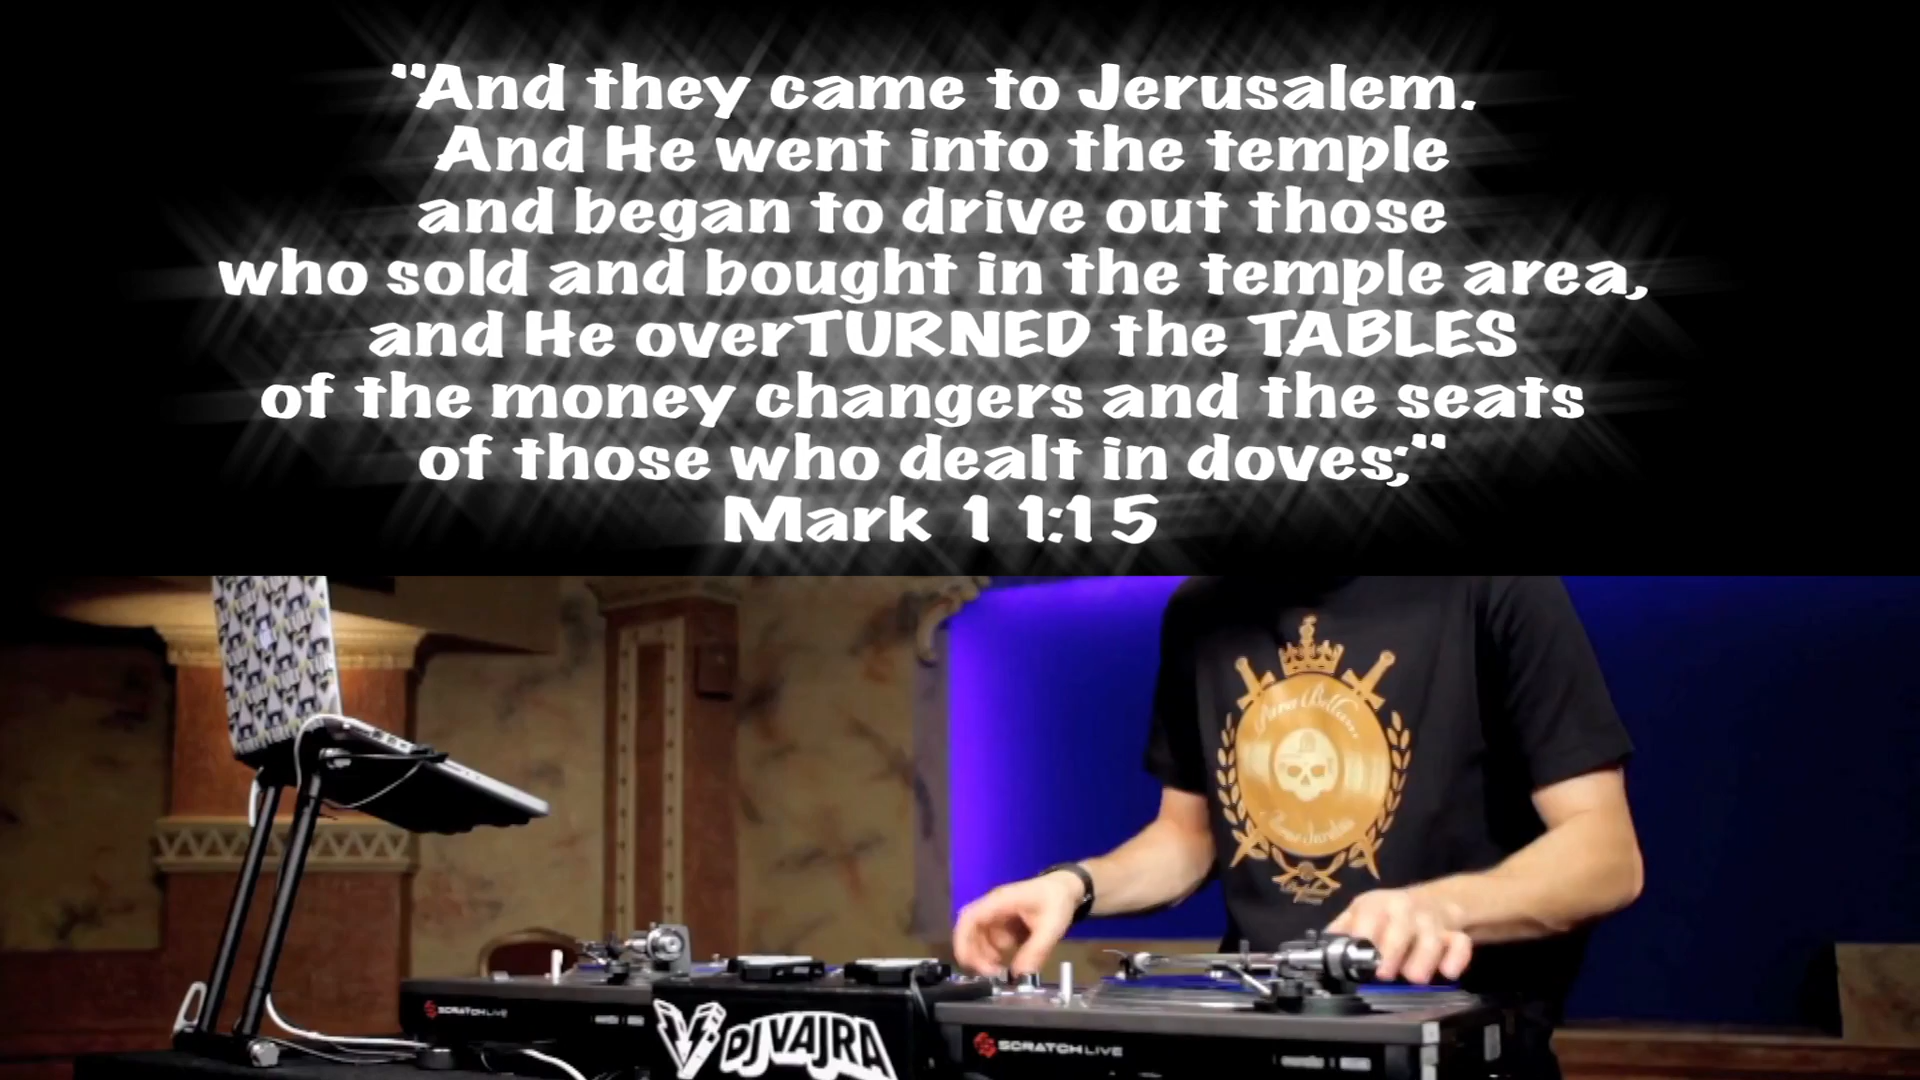 “And they came to Jerusalem.
And He went into the temple
and began to drive out those
who sold and bought in the temple area,
and He overTURNED the TABLES
of the money changers and the seats
of those who dealt in doves;“
Mark 11:15
SCRATCH LIVE
DJ VAJRA
SCRATCH LIVE